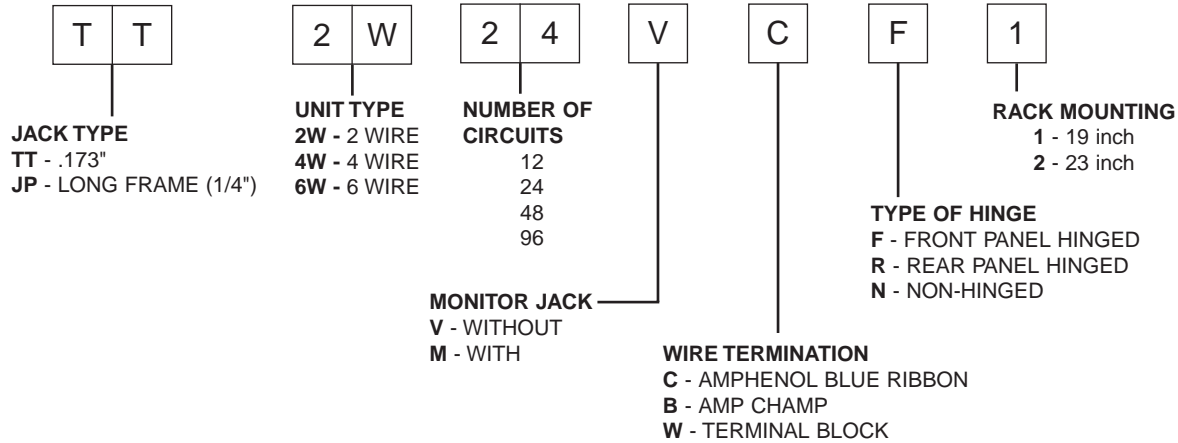 T T 2 W 2 4 V C F 1
JACK TYPE
TT - .173"
JP - LONG FRAME (1/4")
UNIT TYPE
2W - 2 WIRE
4W - 4 WIRE
6W - 6 WIRE
NUMBER OF
CIRCUITS
12
24
48
96
RACK MOUNTING
1 - 19 inch
2 - 23 inch
TYPE OF HINGE
F - FRONT PANEL HINGED
R - REAR PANEL HINGED
N - NON-HINGED
MONITOR JACK
V - WITHOUT
M - WITH
WIRE TERMINATION
C - AMPHENOL BLUE RIBBON
B - AMP CHAMP
W - TERMINAL BLOCK